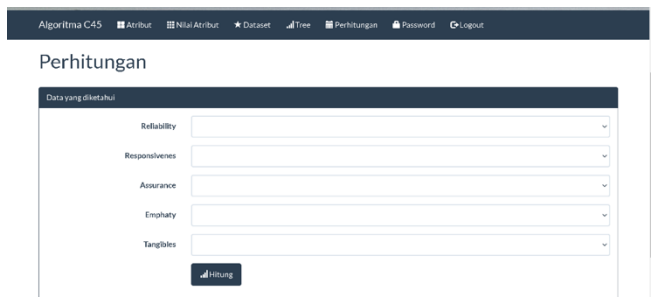 Algoritma C45 Atribut Nilai Atribut Dataset Tree Perhitungan Password Logout
Perhitungan
Data yang diketahui
Reliability
Responsivenes
Assurance
Emphaty
Tangibles
Hitung